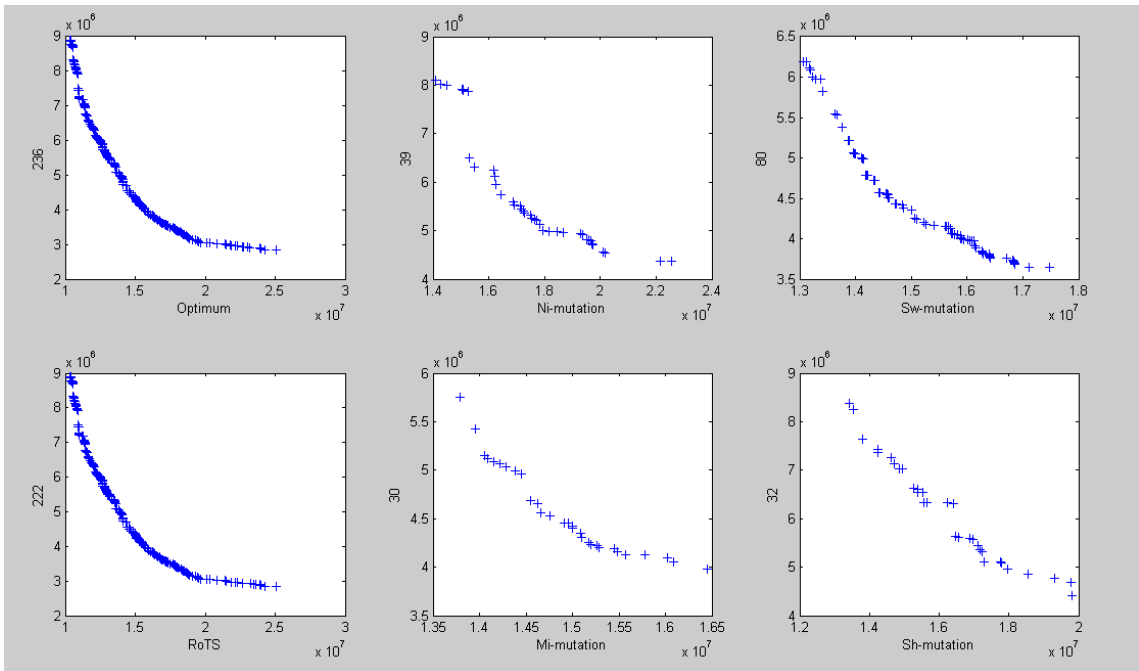 x 10^6
9
8
7
6
5
4
3
2
236
1 1.5 2 2.5 3
Optimum
x 10^7
x 10^6
9
8
7
6
5
4
39
1.4 1.6 1.8 2 2.2 2.4
Ni-mutation
x 10^7
x 10^6
6.5
6
5.5
5
4.5
4
3.5
80
1.3 1.4 1.5 1.6 1.7 1.8
Sw-mutation
x 10^7
x 10^6
9
8
7
6
5
4
3
2
222
1 1.5 2 2.5 3
RoTS
x 10^7
x 10^6
6
5.5
5
4.5
4
3.5
30
1.35 1.4 1.45 1.5 1.55 1.6 1.65
Mi-mutation
x 10^7
x 10^6
9
8
7
6
5
4
32
1.2 1.4 1.6 1.8 2
Sh-mutation
x 10^7